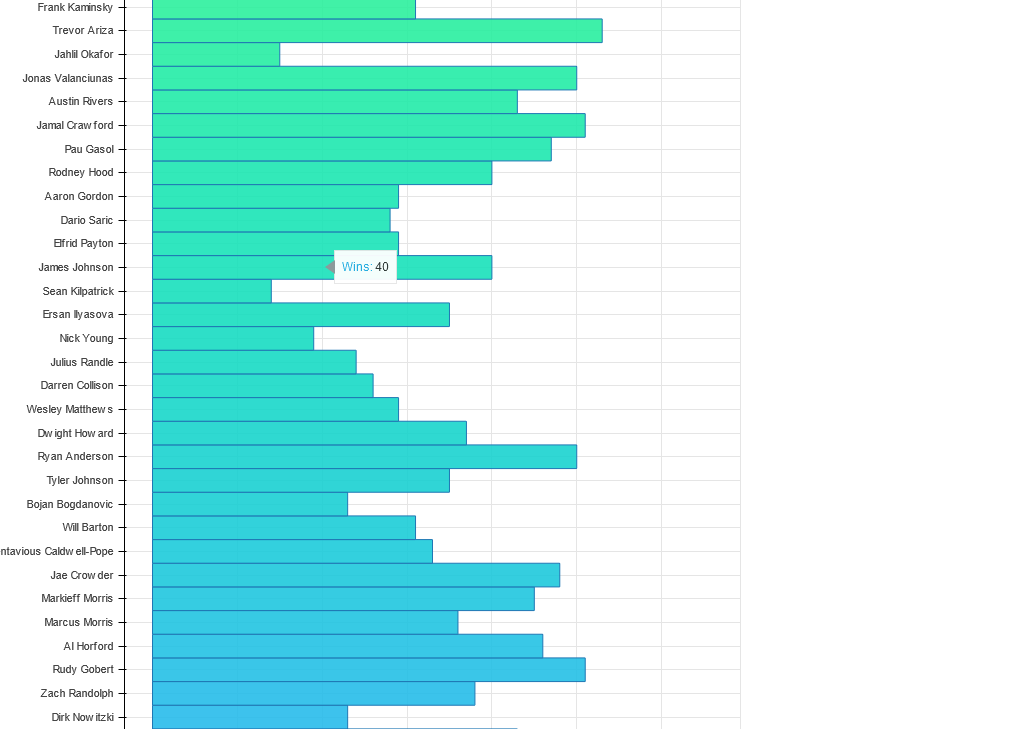 Frank Kaminsky
Trevor Ariza
Jahlil Okafor
Jonas Valanciunas
Austin Rivers
Jamal Crawford
Pau Gasol
Rodney Hood
Aaron Gordon
Dario Saric
Elfrid Payton
James Johnson
Wins: 40
Sean Kilpatrick
Ersan Ilyasova
Nick Young
Julius Randle
Darren Collison
Wesley Matthews
Dwight Howard
Ryan Anderson
Tyler Johnson
Bojan Bogdanovic
Will Barton
ntavious Caldwell-Pope
Jae Crowder
Markieff Morris
Marcus Morris
Al Horford
Rudy Gobert
Zach Randolph
Dirk Nowitzki